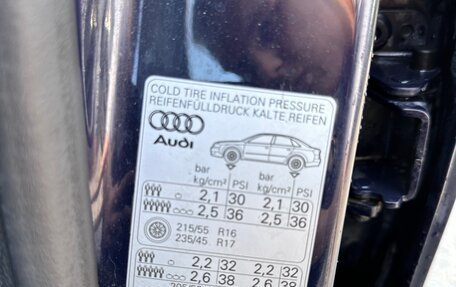 COLD TIRE INFLATION PRESSURE
REIFENFÜLLDRUCK KALTE REIFEN
Audi
bar bar
kg/cm² PSI kg/cm² PSI
2,1 30 2,1 30
2,5 36 2,5 36
215/55 R16
235/45 R17
2,2 32 2,2 32
2,6 38 2,6 38